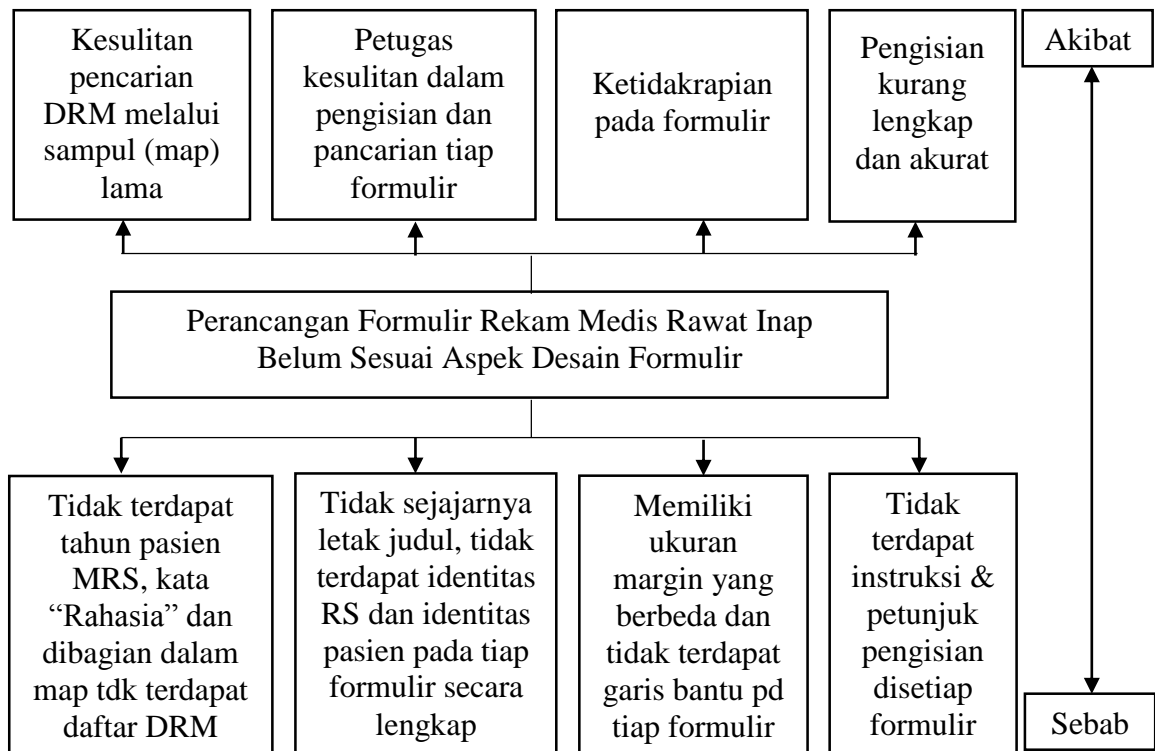 Kesulitan
pencarian
DRM melalui
sampul (map)
lama
Petugas
kesulitan dalam
pengisian dan
pancarian tiap
formulir
Ketidakrapian
pada formulir
Pengisian
kurang
lengkap
dan akurat
Akibat
Perancangan Formulir Rekam Medis Rawat Inap
Belum Sesuai Aspek Desain Formulir
Tidak terdapat
tahun pasien
MRS, kata
“Rahasia” dan
dibagian dalam
map tdk terdapat
daftar DRM
Tidak sejajarnya
letak judul, tidak
terdapat identitas
RS dan identitas
pasien pada tiap
formulir secara
lengkap
Memiliki
ukuran
margin yang
berbeda dan
tidak terdapat
garis bantu pd
tiap formulir
Tidak
terdapat
instruksi &
petunjuk
pengisian
disetiap
formulir
Sebab